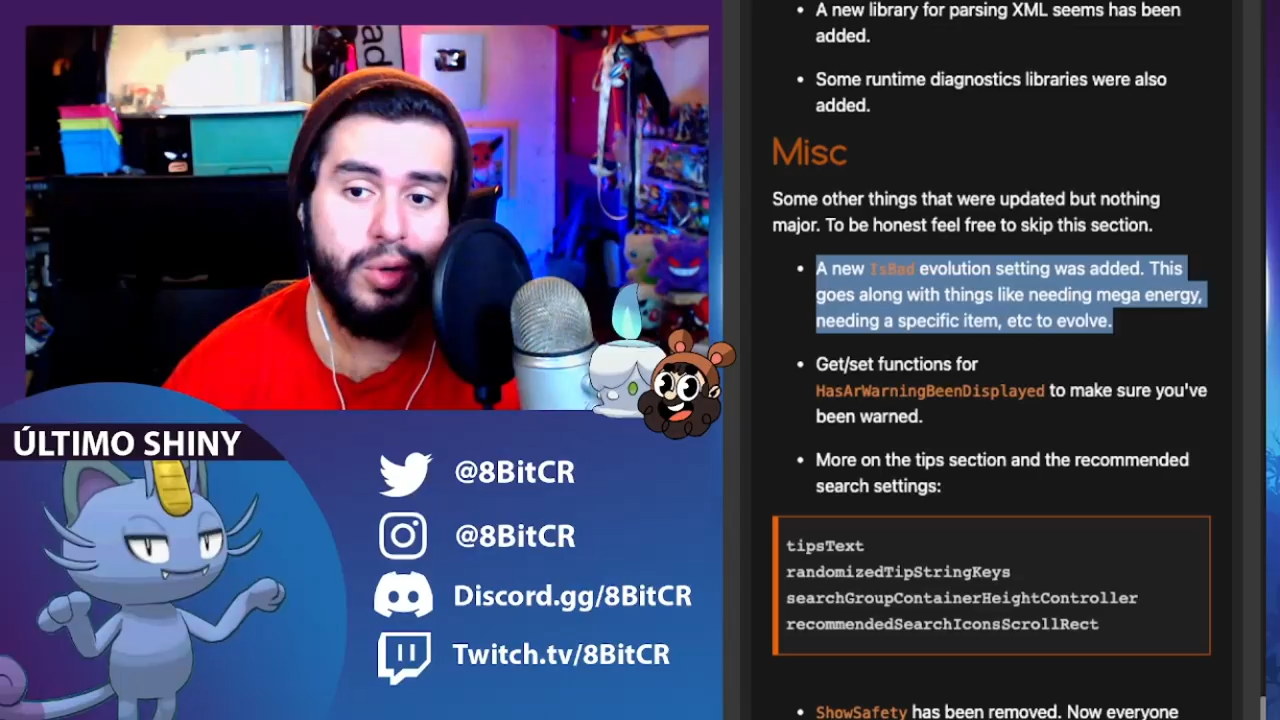 ÚLTIMO SHINY
@8BitCR
@8BitCR
Discord.gg/8BitCR
Twitch.tv/8BitCR
A new library for parsing XML seems has been
added.
Some runtime diagnostics libraries were also
added.
Misc
Some other things that were updated but nothing
major. To be honest feel free to skip this section.
A new IsBad evolution setting was added. This
goes along with things like needing mega energy,
needing a specific item, etc to evolve.
Get/set functions for
HasArWarningBeenDisplayed to make sure you've
been warned.
More on the tips section and the recommended
search settings:
tipsText
randomizedTipStringKeys
searchGroupContainerHeightController
recommendedSearchIconsScrollRect
ShowSafety has been removed. Now everyone